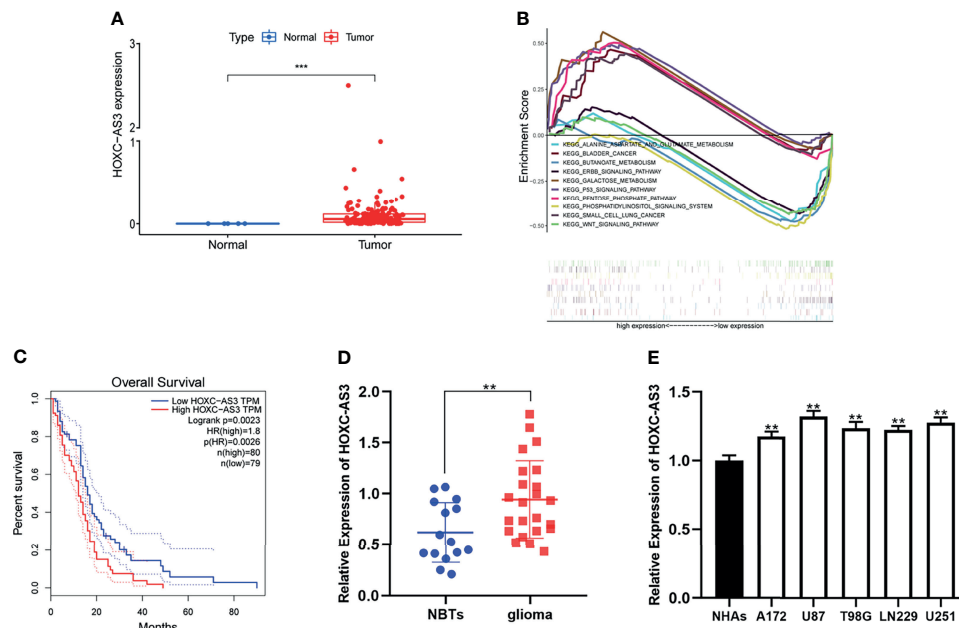 A
Type Normal Tumor
3
2
1
0
HOXC-AS3 expression
***
Normal Tumor
B
0.50
0.25
0.00
-0.25
-0.50
Enrichment Score
KEGG_ALANINE_ASPARTATE_AND_GLUTAMATE_METABOLISM
KEGG_BLADDER_CANCER
KEGG_BUTANOATE_METABOLISM
KEGG_ERBB_SIGNALING_PATHWAY
KEGG_GALACTOSE_METABOLISM
KEGG_P53_SIGNALING_PATHWAY
KEGG_PENTOSE_PHOSPHATE_PATHWAY
KEGG_PHOSPHATIDYLINOSITOL_SIGNALING_SYSTEM
KEGG_SMALL_CELL_LUNG_CANCER
KEGG_WNT_SIGNALING_PATHWAY
high expression<----------->low expression
C
Overall Survival
Low HOXC-AS3 TPM
High HOXC-AS3 TPM
Logrank p=0.0023
HR(high)=1.8
p(HR)=0.0026
n(high)=80
n(low)=79
1.0
0.8
0.6
0.4
0.2
0.0
Percent survival
0 20 40 60 80
Months
D
2.0
1.5
1.0
0.5
0.0
Relative Expression of HOXC-AS3
**
NBTs glioma
E
1.5
1.0
0.5
0.0
Relative Expression of HOXC-AS3
** ** ** ** **
NHAs A172 U87 T98G LN229 U251